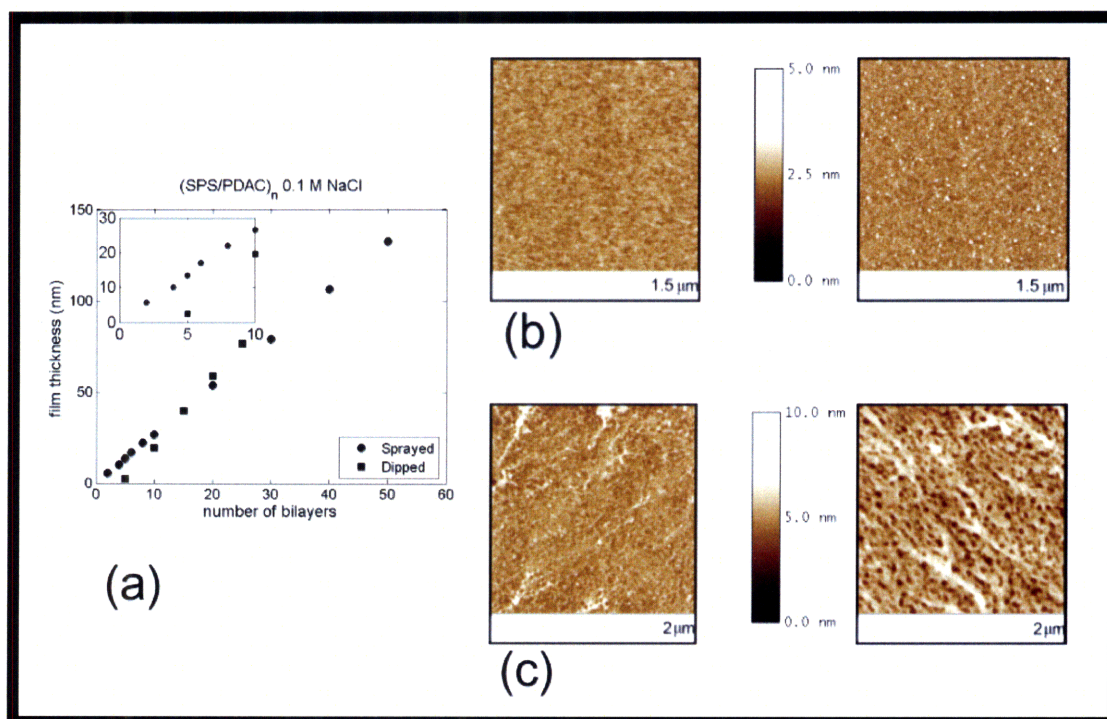 (SPS/PDAC)n 0.1 M NaCl
150
100
50
0
film thickness (nm)
30
20
10
0
0 5 10
Sprayed
Dipped
0 10 20 30 40 50 60
number of bilayers
(a)
1.5 μm
5.0 nm
2.5 nm
0.0 nm
1.5 μm
(b)
2 μm
10.0 nm
5.0 nm
0.0 nm
2 μm
(c)